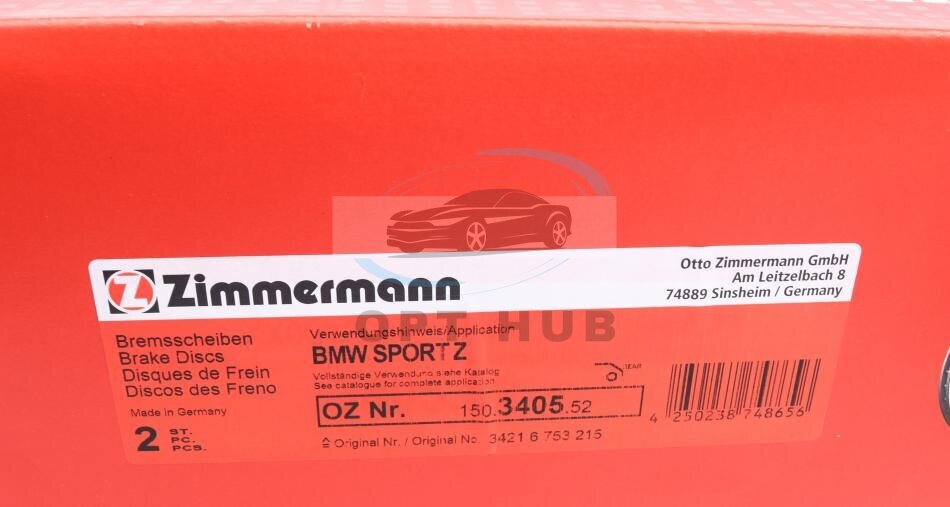 Zimmermann
Otto Zimmermann GmbH
Am Leitzelbach 8
74889 Sinsheim / Germany
OPT HUB
Bremsscheiben
Brake Discs
Disques de Frein
Discos des Freno
Made in Germany
2 ST.
PC.
PCS.
Verwendungshinweis/Application
BMW SPORT Z
Vollständige Verwendung siehe Katalog
See catalogue for complete application
OZ Nr. 150.3405.52
Original Nr. / Original No. 3421 6 753 215
REAR
4 250238 748656